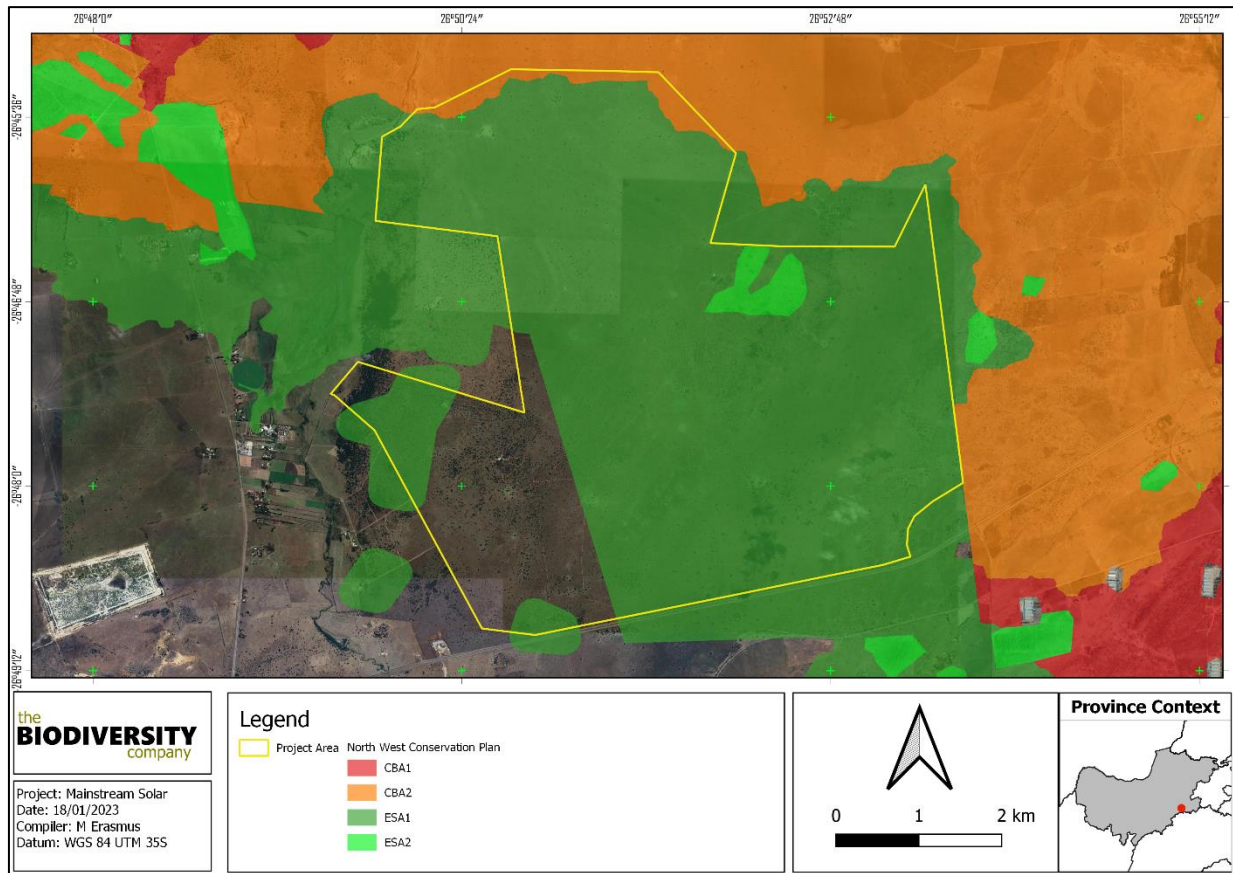 26°48′0″
26°50′24″
26°52′48″
26°55′12″
-26°45′36″
-26°46′48″
-26°48′0″
-26°49′12″
the
BIODIVERSITY
company
Project: Mainstream Solar
Date: 18/01/2023
Compiler: M Erasmus
Datum: WGS 84 UTM 35S
Legend
Project Area
North West Conservation Plan
CBA1
CBA2
ESA1
ESA2
0 1 2 km
Province Context